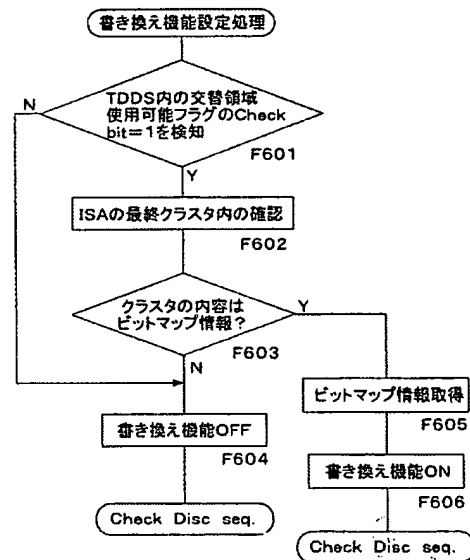 書き換え機能設定処理
N
TDDS内の交替領域
使用可能フラグのCheck
bit＝1を検知
F601
Y
ISAの最終クラスタ内の確認
F602
クラスタの内容は
ビットマップ情報？
Y
F603
N
ビットマップ情報取得
F605
書き換え機能OFF
F604
書き換え機能ON
F606
Check Disc seq.
Check Disc seq.